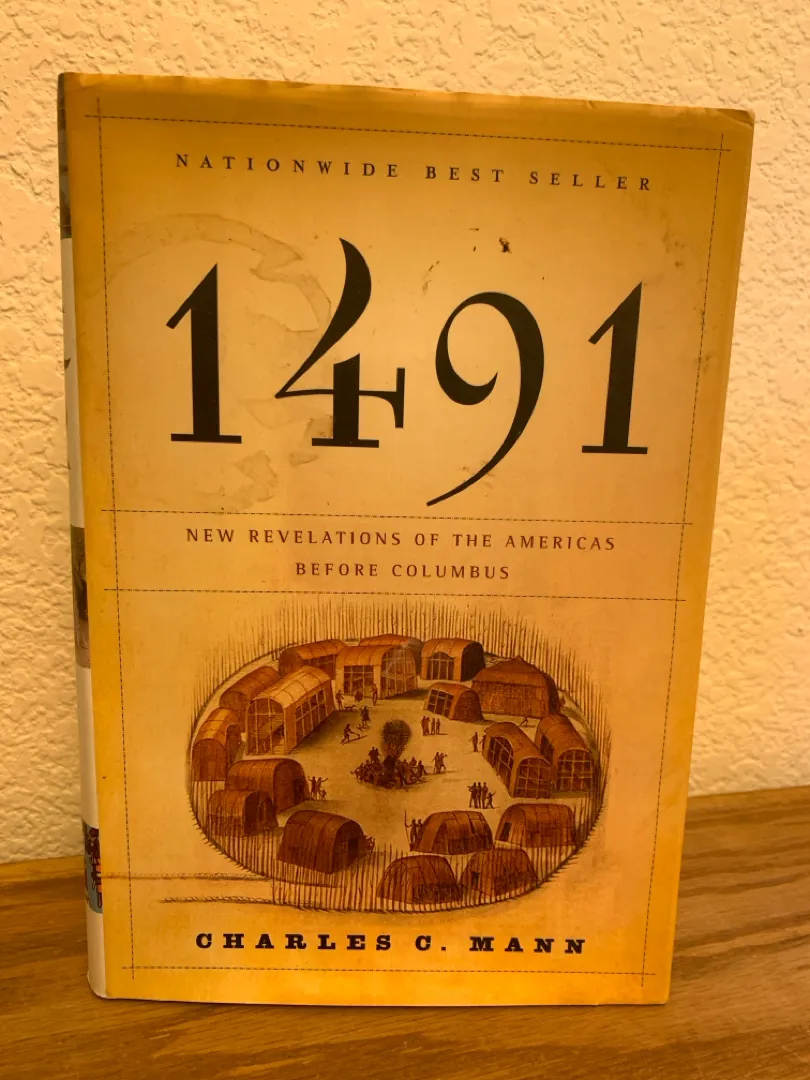 NATIONWIDE BEST SELLER
1491
NEW REVELATIONS OF THE AMERICAS
BEFORE COLUMBUS
CHARLES C. MANN